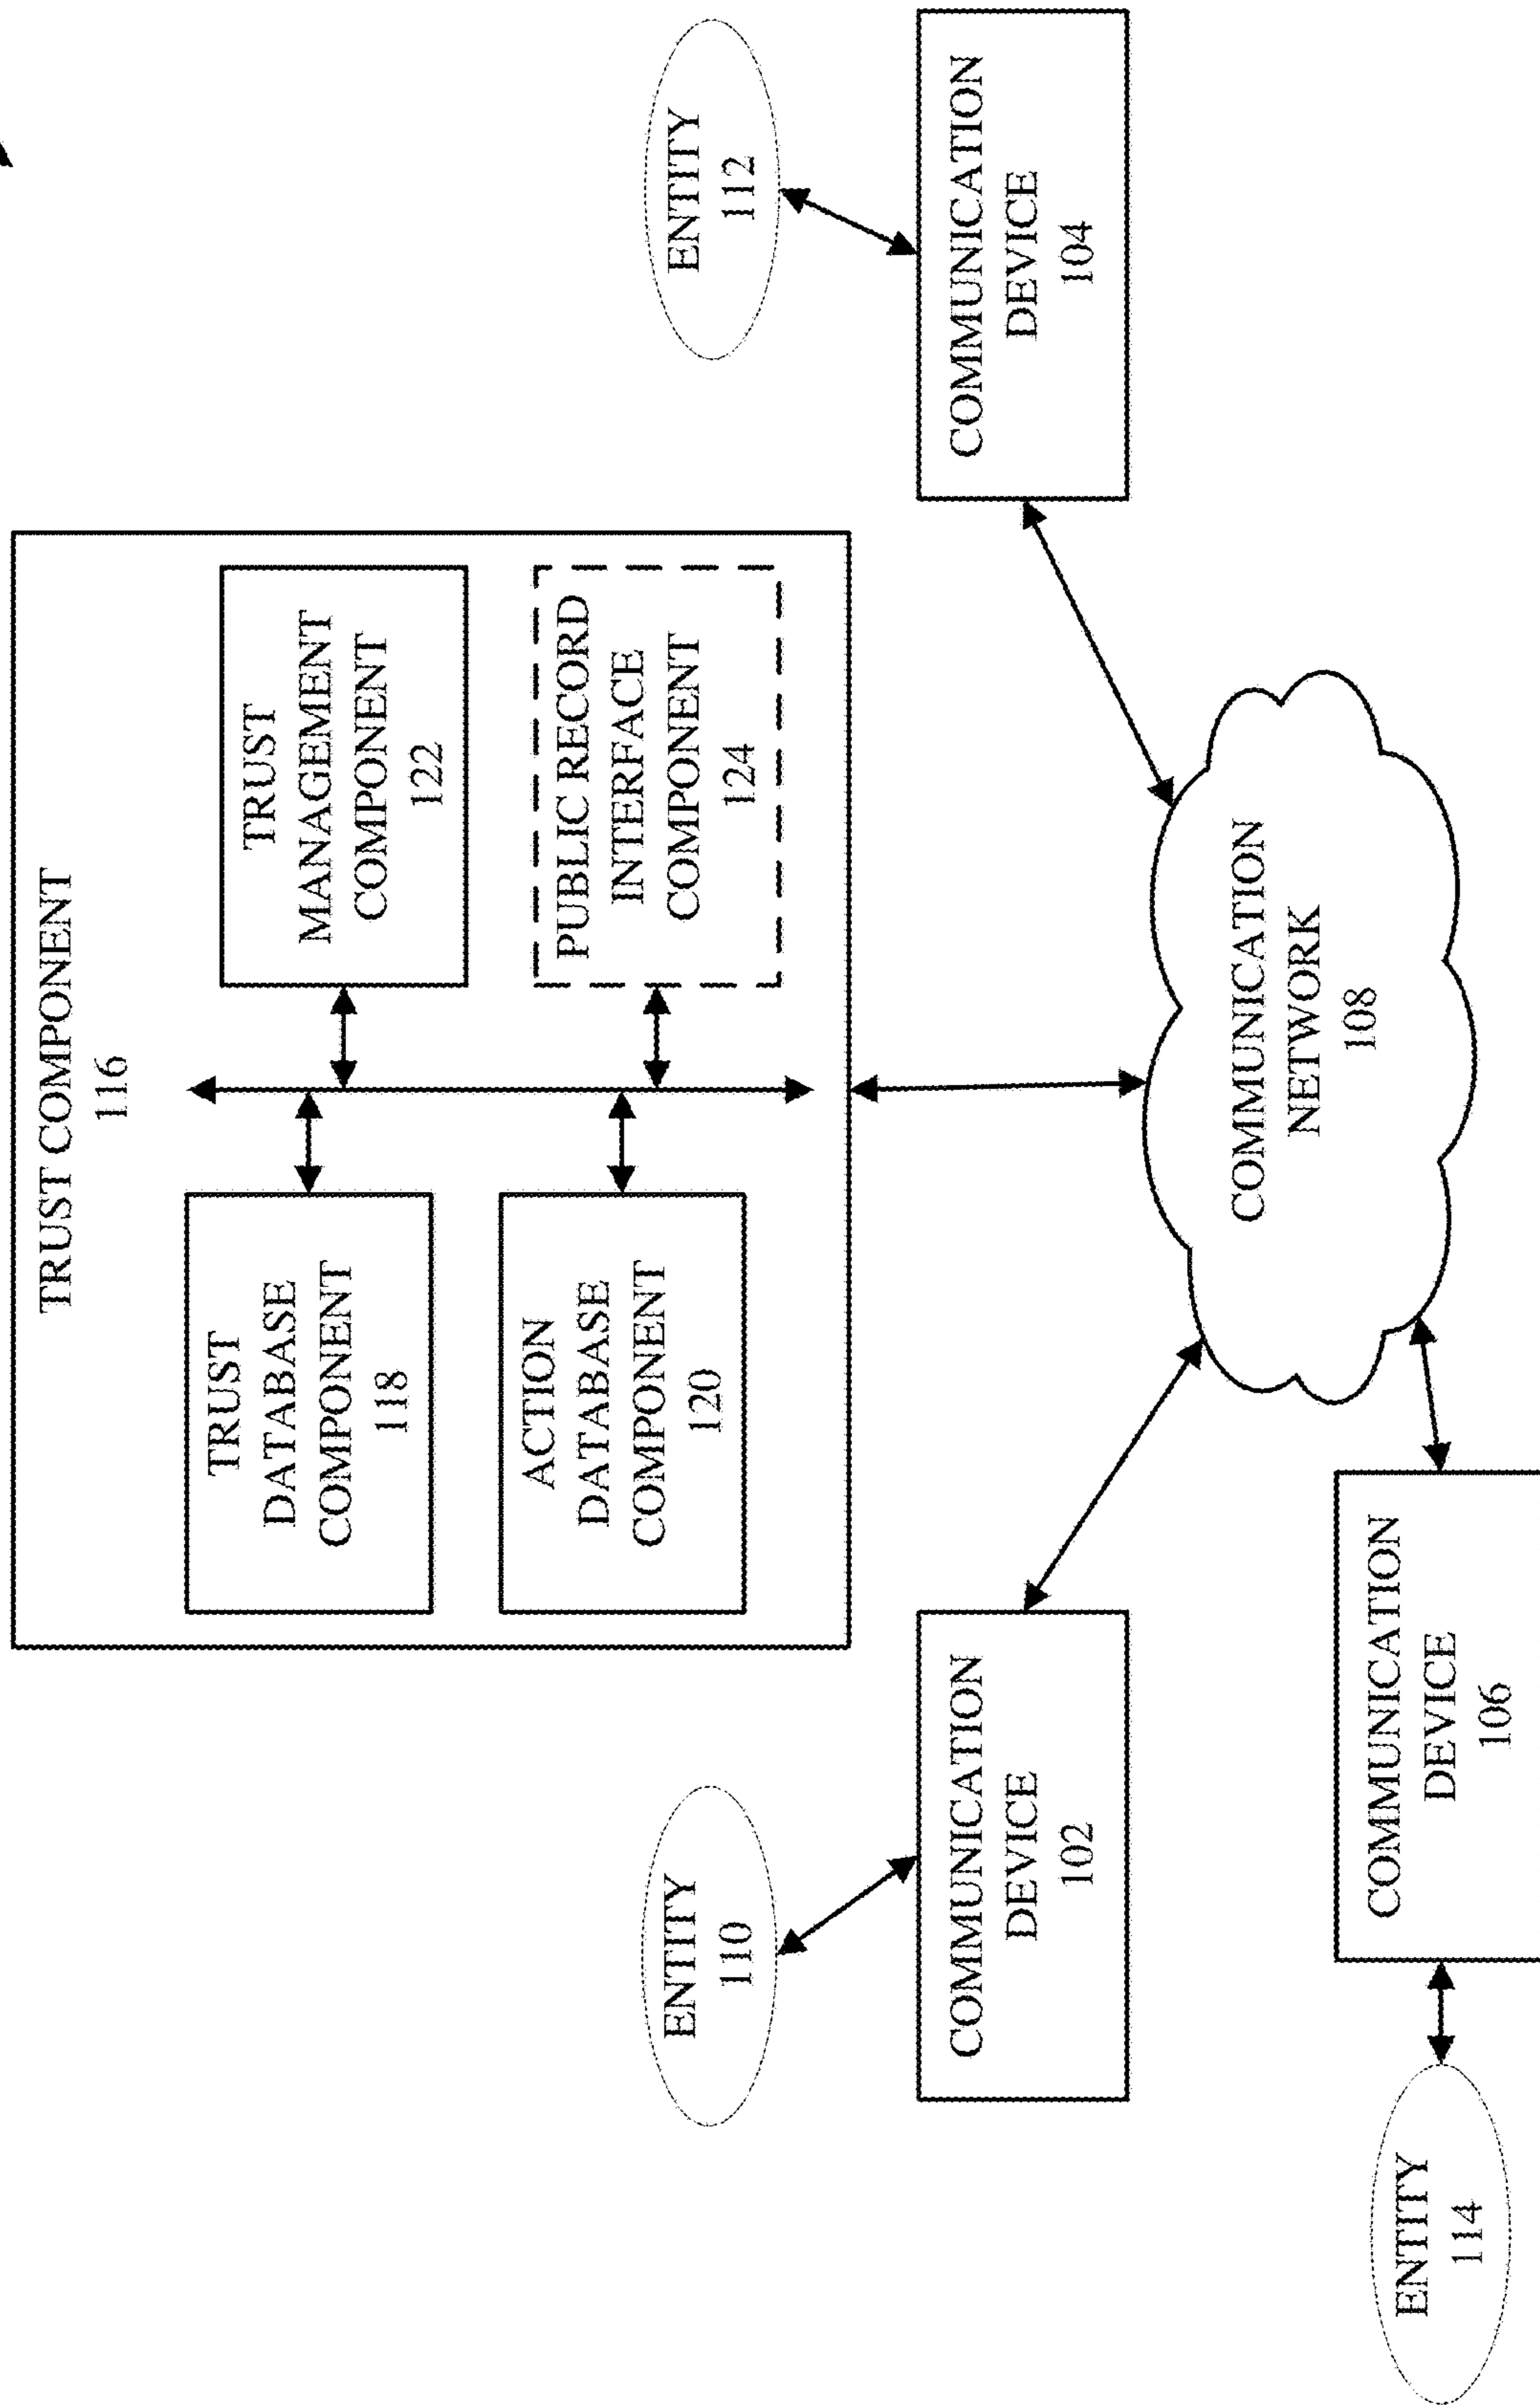 TRUST COMPONENT
116
TRUST
DATABASE
COMPONENT
118
TRUST
MANAGEMENT
COMPONENT
122
ACTION
DATABASE
COMPONENT
120
PUBLIC RECORD
INTERFACE
COMPONENT
124
ENTITY
110
ENTITY
112
COMMUNICATION
DEVICE
102
COMMUNICATION
DEVICE
104
COMMUNICATION
NETWORK
108
ENTITY
114
COMMUNICATION
DEVICE
106